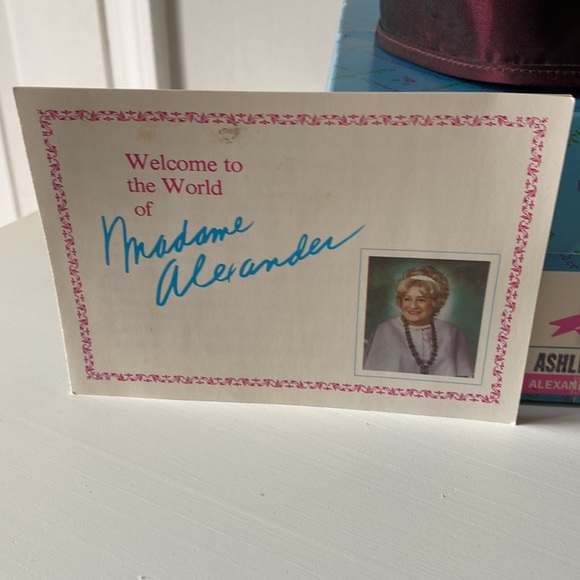 Welcome to
the World
of
Madame
Alexander
ASHL
ALEXAN